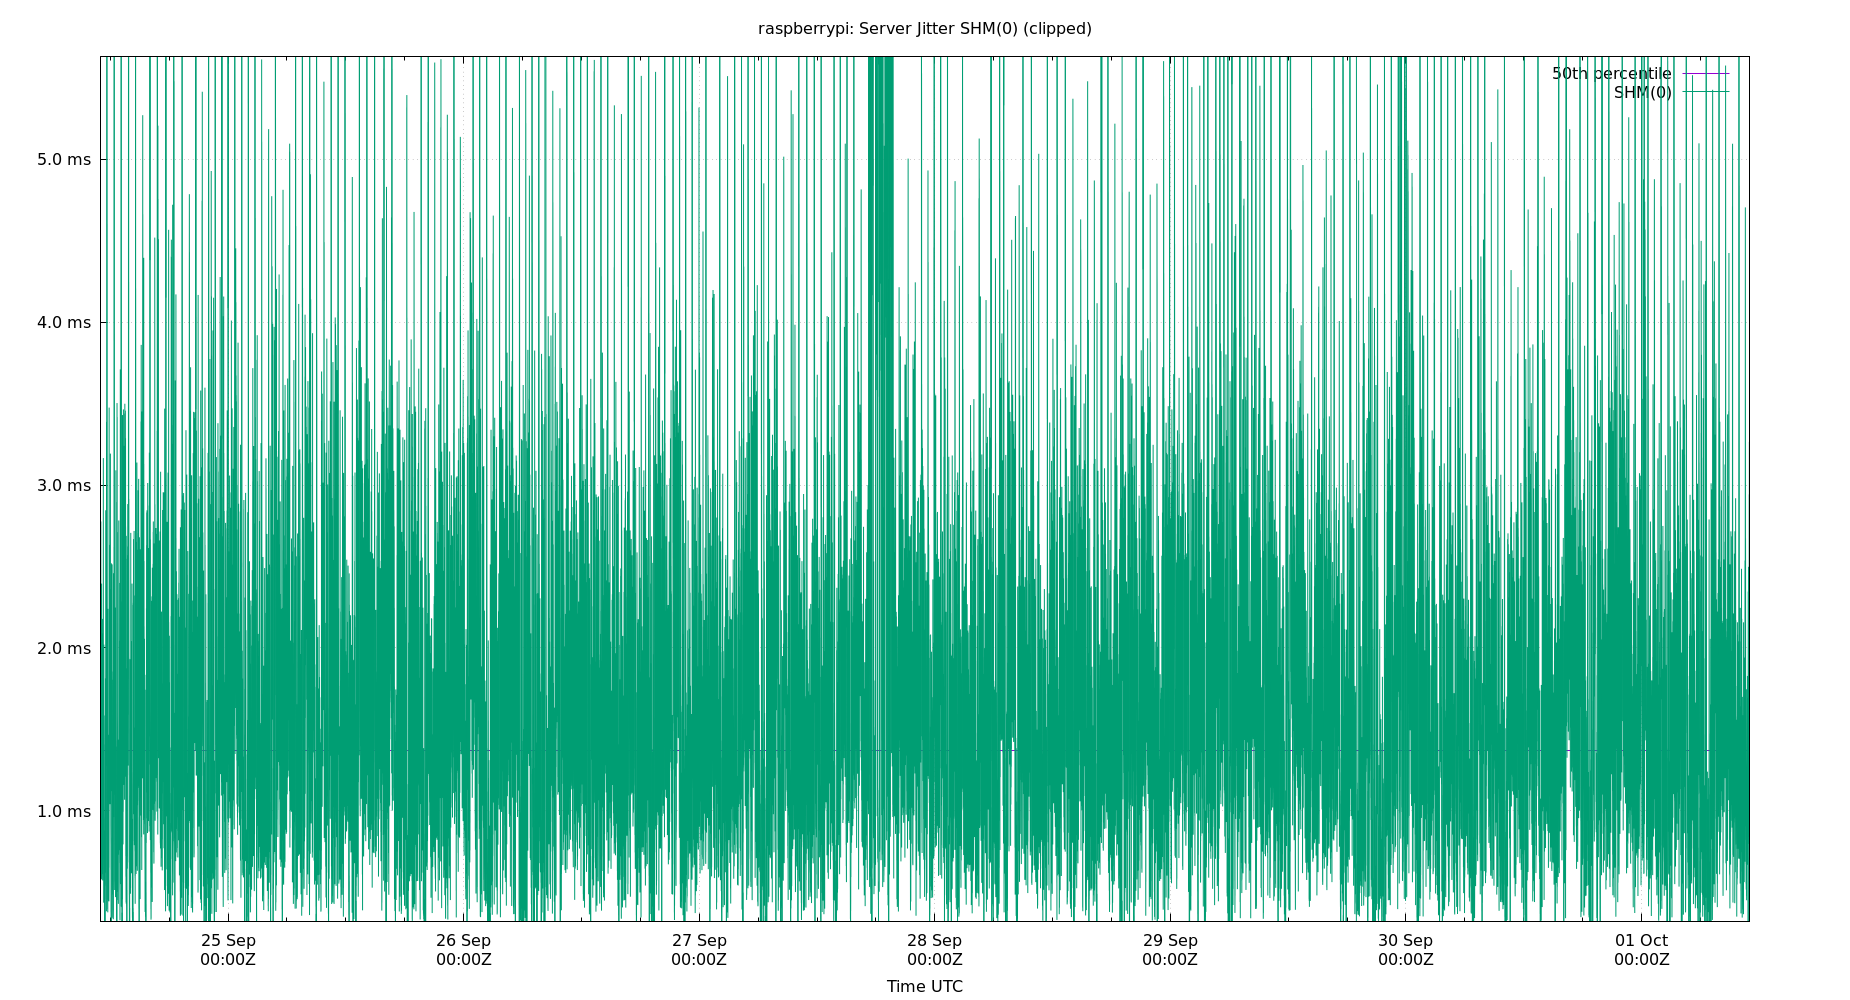 raspberrypi: Server Jitter SHM(0) (clipped)
50th percentile
SHM(0)
5.0 ms
4.0 ms
3.0 ms
2.0 ms
1.0 ms
25 Sep 26 Sep 27 Sep 28 Sep 29 Sep 30 Sep 01 Oct
00:00Z 00:00Z 00:00Z 00:00Z 00:00Z 00:00Z 00:00Z
Time UTC